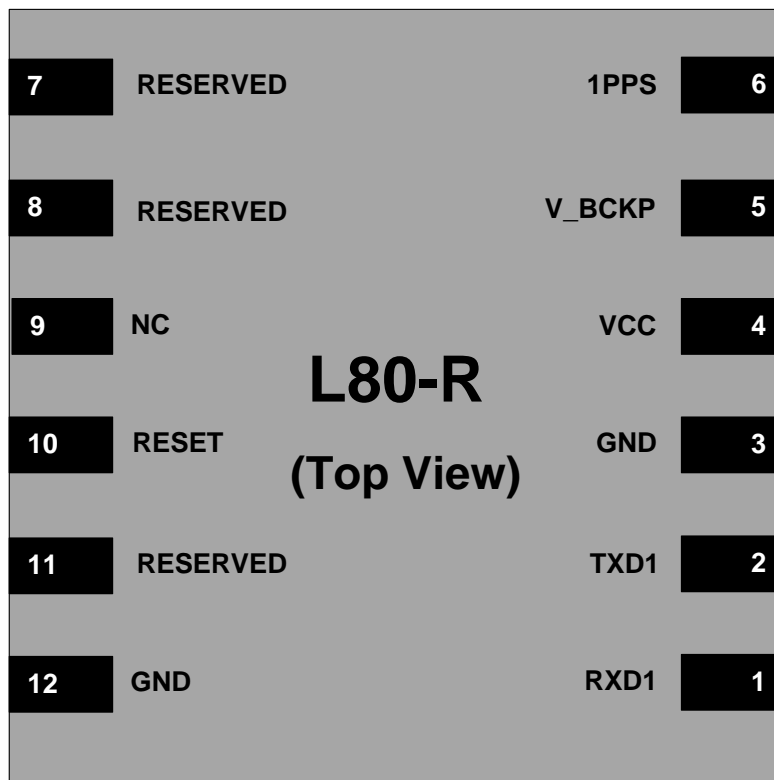 7 RESERVED 1PPS 6
8 RESERVED V_BCKP 5
9 NC VCC 4
L80-R
10 RESET GND 3
(Top View)
11 RESERVED TXD1 2
12 GND RXD1 1